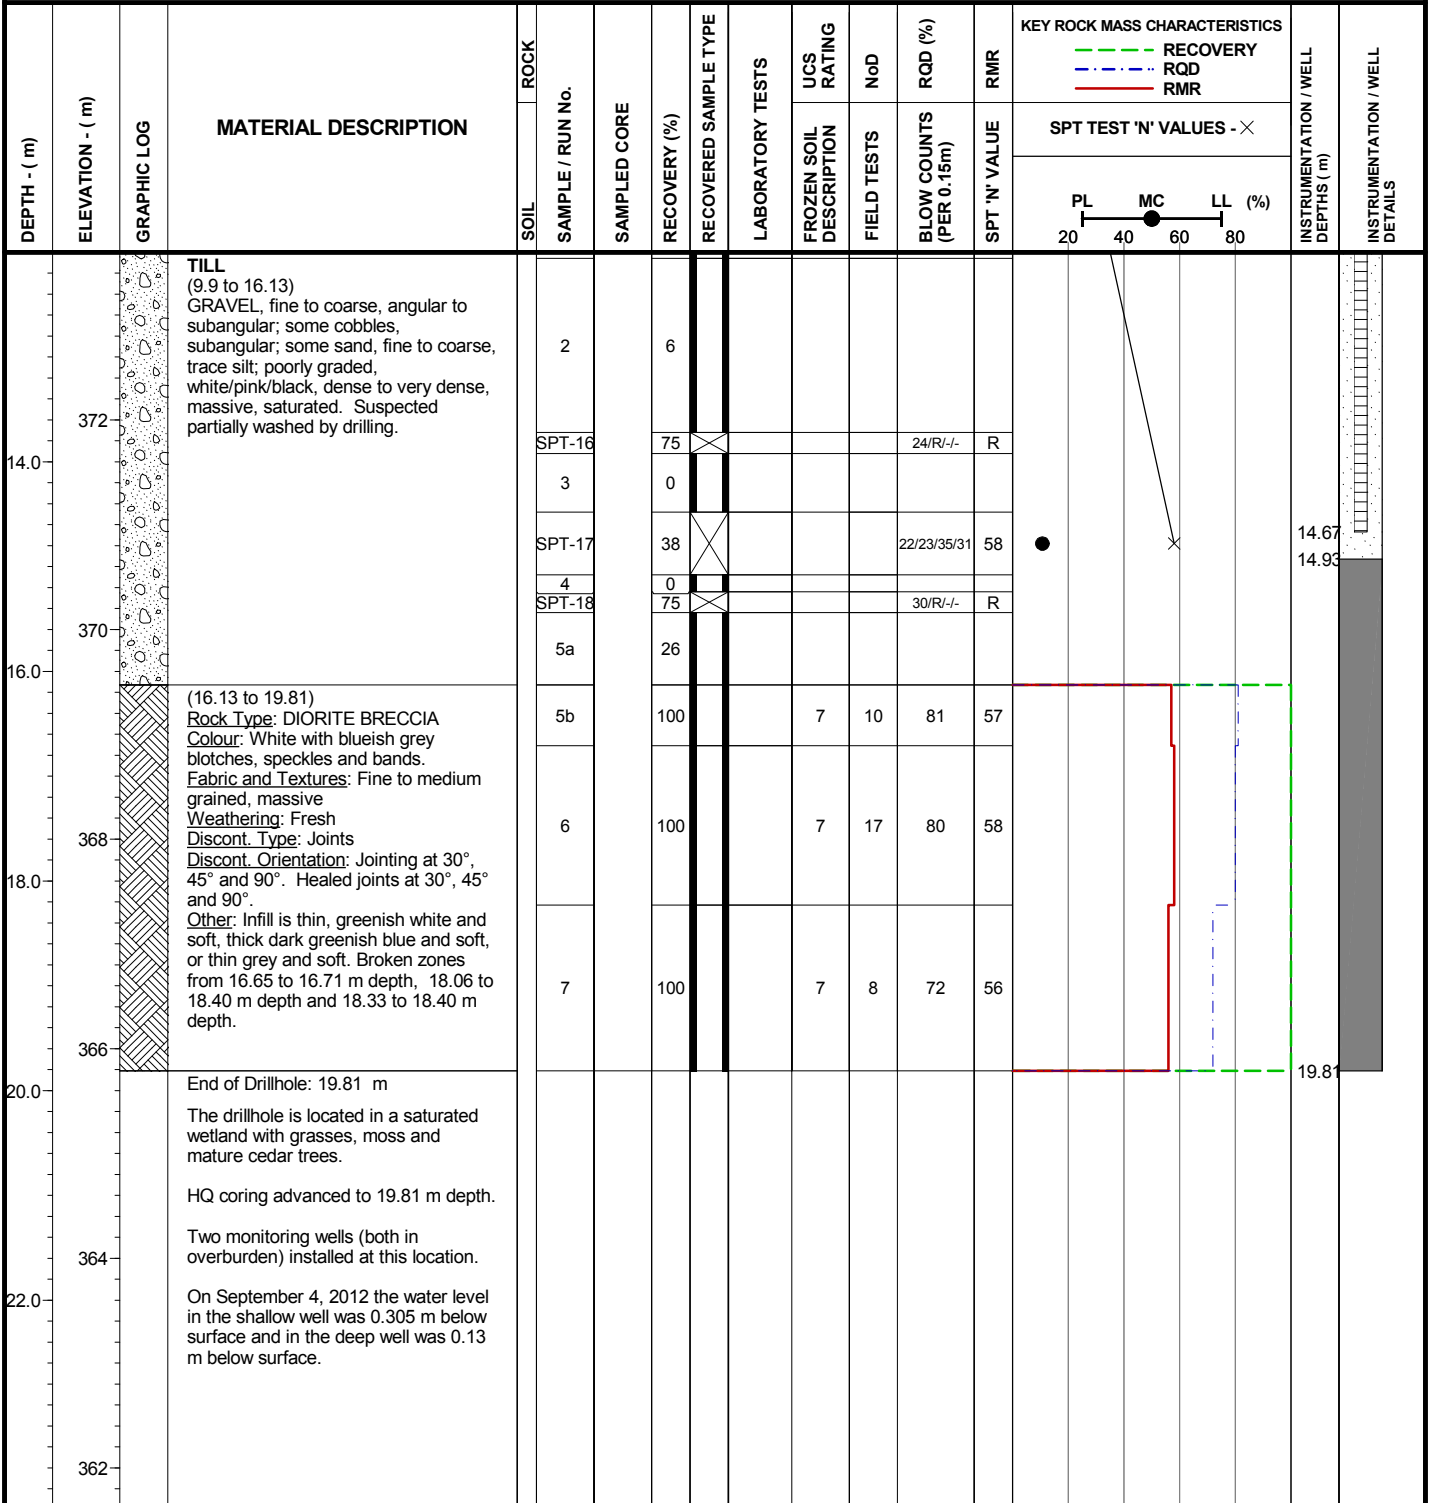 DEPTH - ( m)
ELEVATION - ( m)
GRAPHIC LOG
MATERIAL DESCRIPTION
SOIL
ROCK
SAMPLE / RUN No.
SAMPLED CORE
RECOVERY (%)
RECOVERED SAMPLE TYPE
LABORATORY TESTS
UCS RATING
FROZEN SOIL DESCRIPTION
NoD
FIELD TESTS
RQD (%)
BLOW COUNTS (PER 0.15m)
RMR
SPT 'N' VALUE
KEY ROCK MASS CHARACTERISTICS
RECOVERY
RQD
RMR
SPT TEST 'N' VALUES - X
PL MC LL (%)
20 40 60 80
INSTRUMENTATION / WELL DEPTHS ( m)
INSTRUMENTATION / WELL DETAILS
TILL
(9.9 to 16.13)
GRAVEL, fine to coarse, angular to
subangular; some cobbles,
subangular; some sand, fine to coarse,
trace silt; poorly graded,
white/pink/black, dense to very dense,
massive, saturated. Suspected
partially washed by drilling.
2 6
372
SPT-16 75 24/R/-/- R
14.0
3 0
14.67
SPT-17 38 22/23/35/31 58
14.93
4 0
SPT-18 75 30/R/-/- R
370
5a 26
16.0
(16.13 to 19.81)
Rock Type: DIORITE BRECCIA
Colour: White with blueish grey
blotches, speckles and bands.
Fabric and Textures: Fine to medium
grained, massive
Weathering: Fresh
Discont. Type: Joints
Discont. Orientation: Jointing at 30°,
45° and 90°. Healed joints at 30°, 45°
and 90°.
Other: Infill is thin, greenish white and
soft, thick dark greenish blue and soft,
or thin grey and soft. Broken zones
from 16.65 to 16.71 m depth, 18.06 to
18.40 m depth and 18.33 to 18.40 m
depth.
5b 100 7 10 81 57
6 100 7 17 80 58
368
18.0
7 100 7 8 72 56
366
19.81
20.0
End of Drillhole: 19.81 m
The drillhole is located in a saturated
wetland with grasses, moss and
mature cedar trees.
HQ coring advanced to 19.81 m depth.
Two monitoring wells (both in
overburden) installed at this location.
364
22.0
On September 4, 2012 the water level
in the shallow well was 0.305 m below
surface and in the deep well was 0.13
m below surface.
362